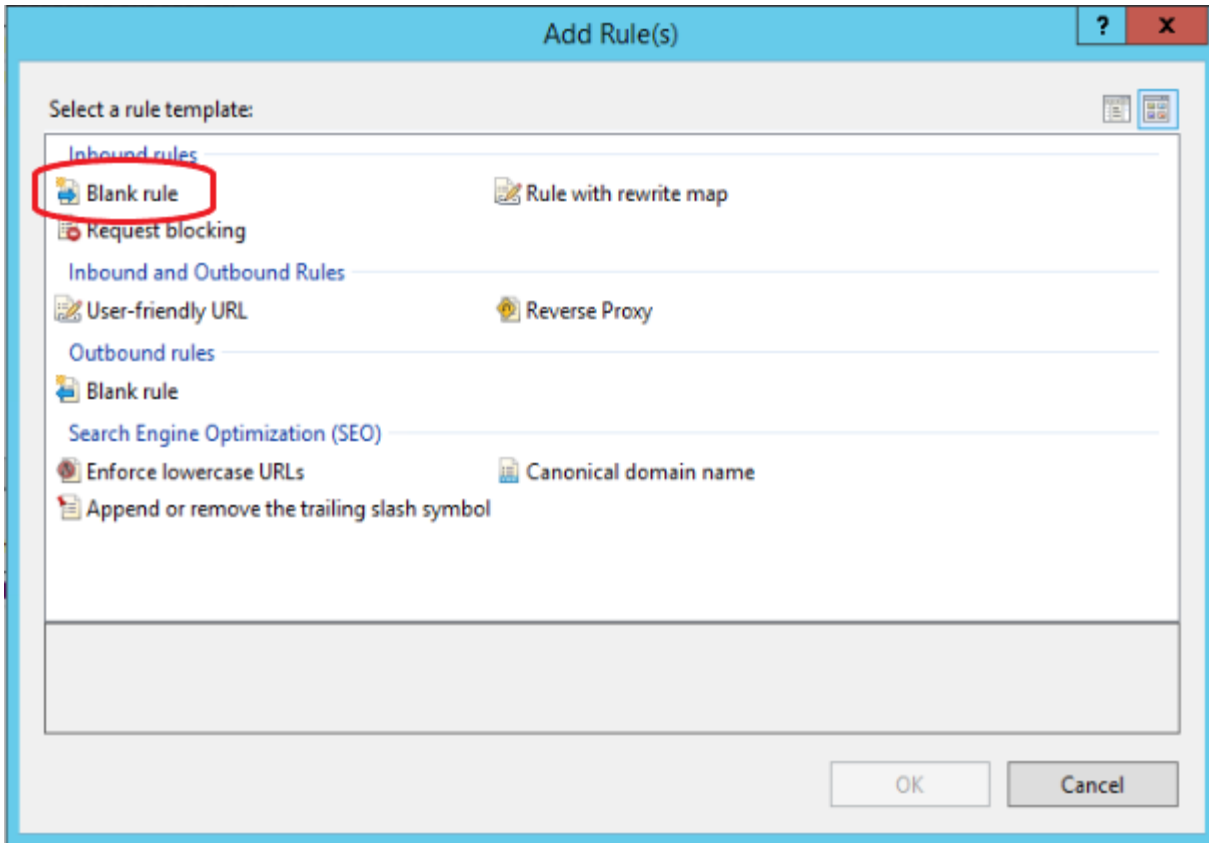 Add Rule(s)
?
x
Select a rule template:
Inbound rules
Blank rule
Rule with rewrite map
Request blocking
Inbound and Outbound Rules
User-friendly URL
Reverse Proxy
Outbound rules
Blank rule
Search Engine Optimization (SEO)
Enforce lowercase URLs
Canonical domain name
Append or remove the trailing slash symbol
OK
Cancel